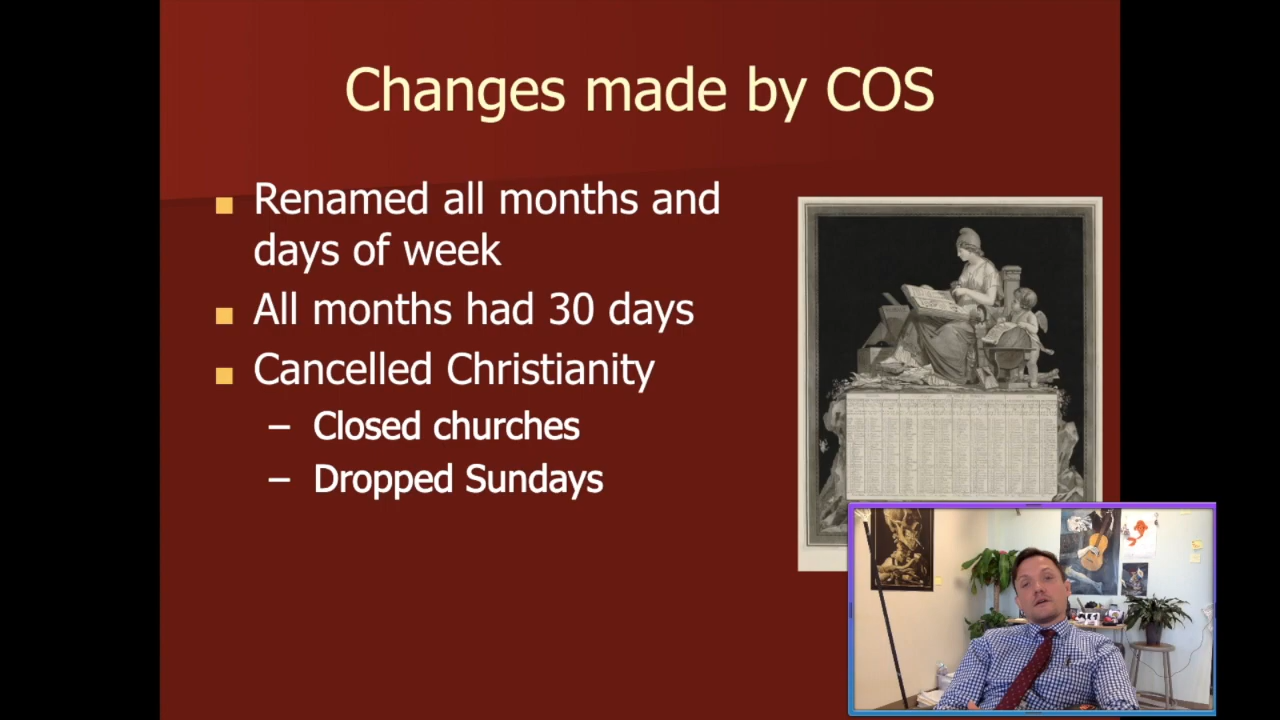 Changes made by COS
Renamed all months and
days of week
All months had 30 days
Cancelled Christianity
– Closed churches
– Dropped Sundays